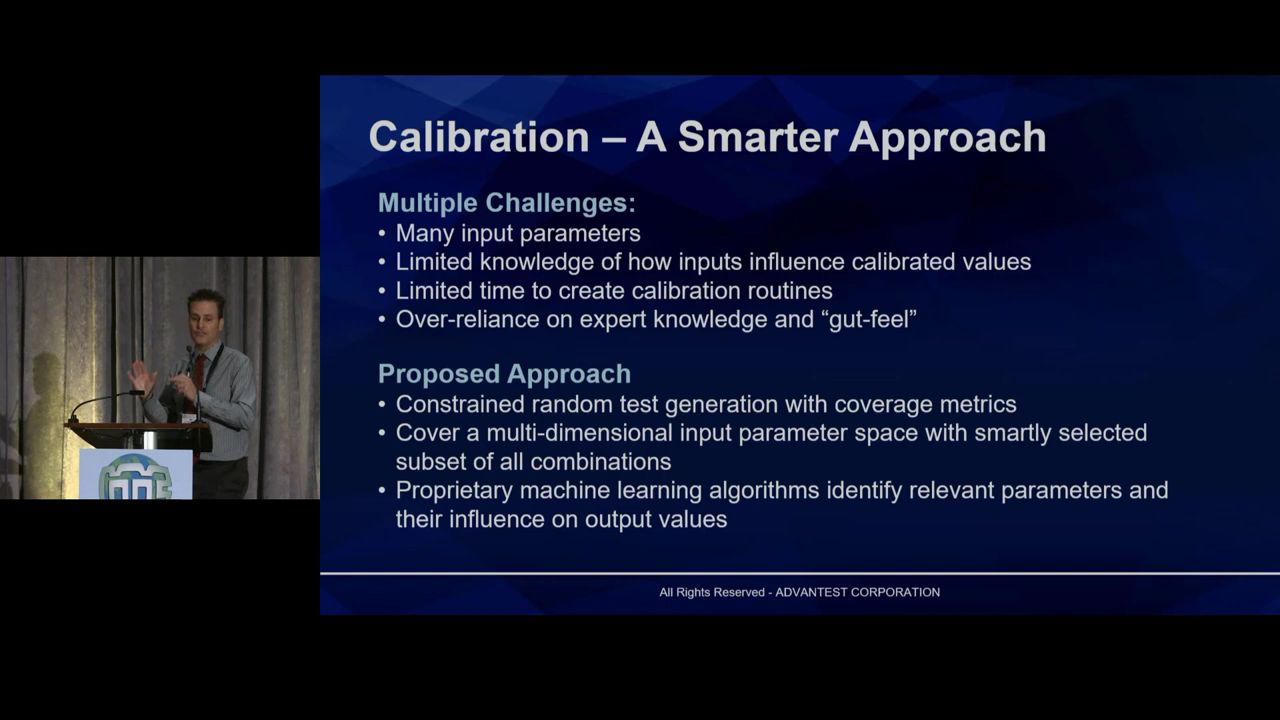 Calibration – A Smarter Approach
Multiple Challenges:
• Many input parameters
• Limited knowledge of how inputs influence calibrated values
• Limited time to create calibration routines
• Over-reliance on expert knowledge and “gut-feel”
Proposed Approach
• Constrained random test generation with coverage metrics
• Cover a multi-dimensional input parameter space with smartly selected
subset of all combinations
• Proprietary machine learning algorithms identify relevant parameters and
their influence on output values
All Rights Reserved - ADVANTEST CORPORATION